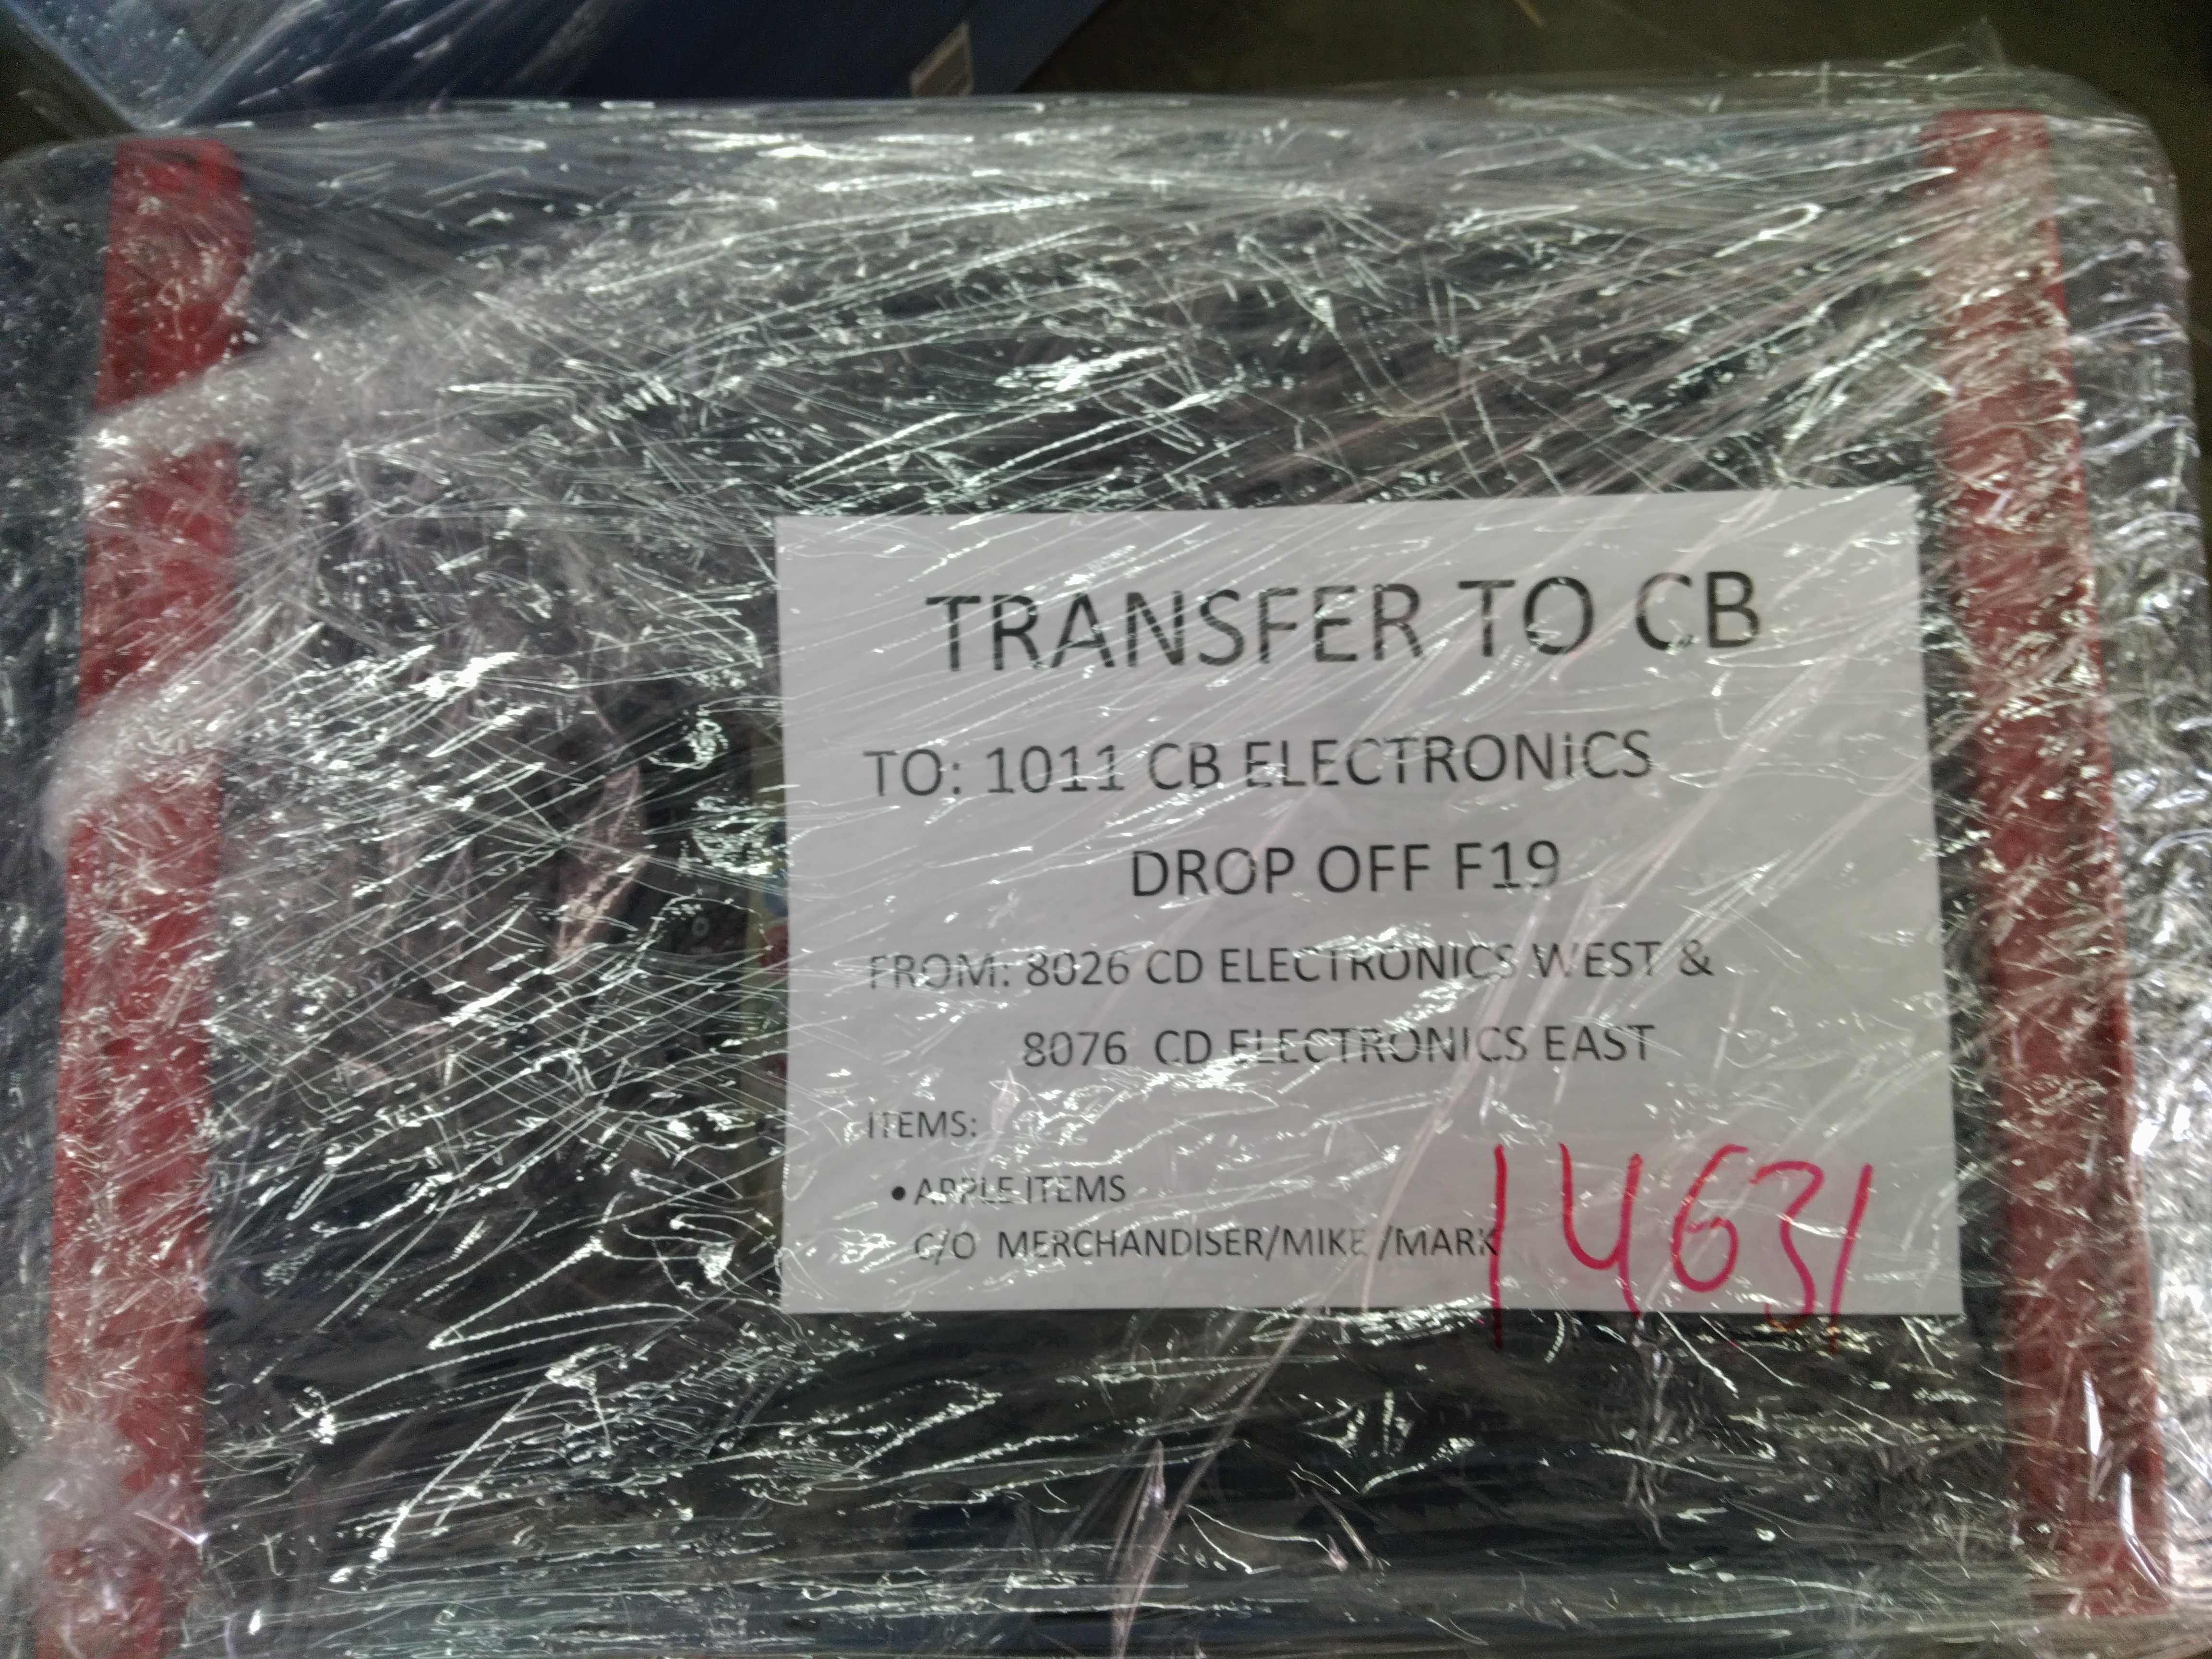 TRANSFER TO CB
TO: 1011 CB ELECTRONICS
DROP OFF F19
FROM: 8026 CD ELECTRONICS WEST &
8076 CD ELECTRONICS EAST
ITEMS:
• APPLE ITEMS
C/O MERCHANDISER/MIKE /MARK
14631